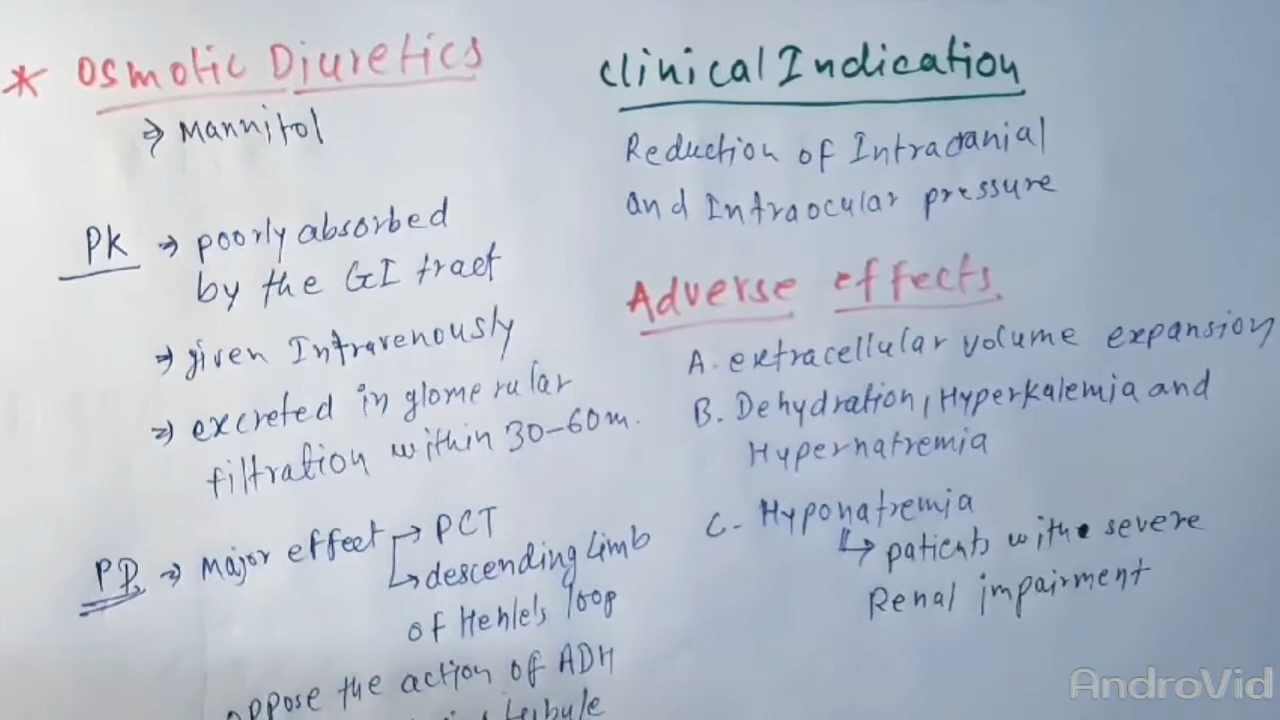 * Osmotic Diuretics
⇒ Mannitol
PK ⇒ poorly absorbed
by the GI tract
⇒ given Intravenously
⇒ excreted in glomerular
filtration within 30-60m.
PD ⇒ Major effect → PCT
↳ descending limb
of Henle's loop
oppose the action of ADH
Clinical Indication
Reduction of Intracranial
and Intraocular pressure
Adverse effects
A. extracellular volume expansion
B. Dehydration, Hyperkalemia and
Hypernatremia
C- Hyponatremia
↳ patients with severe
Renal impairment
AndroVid